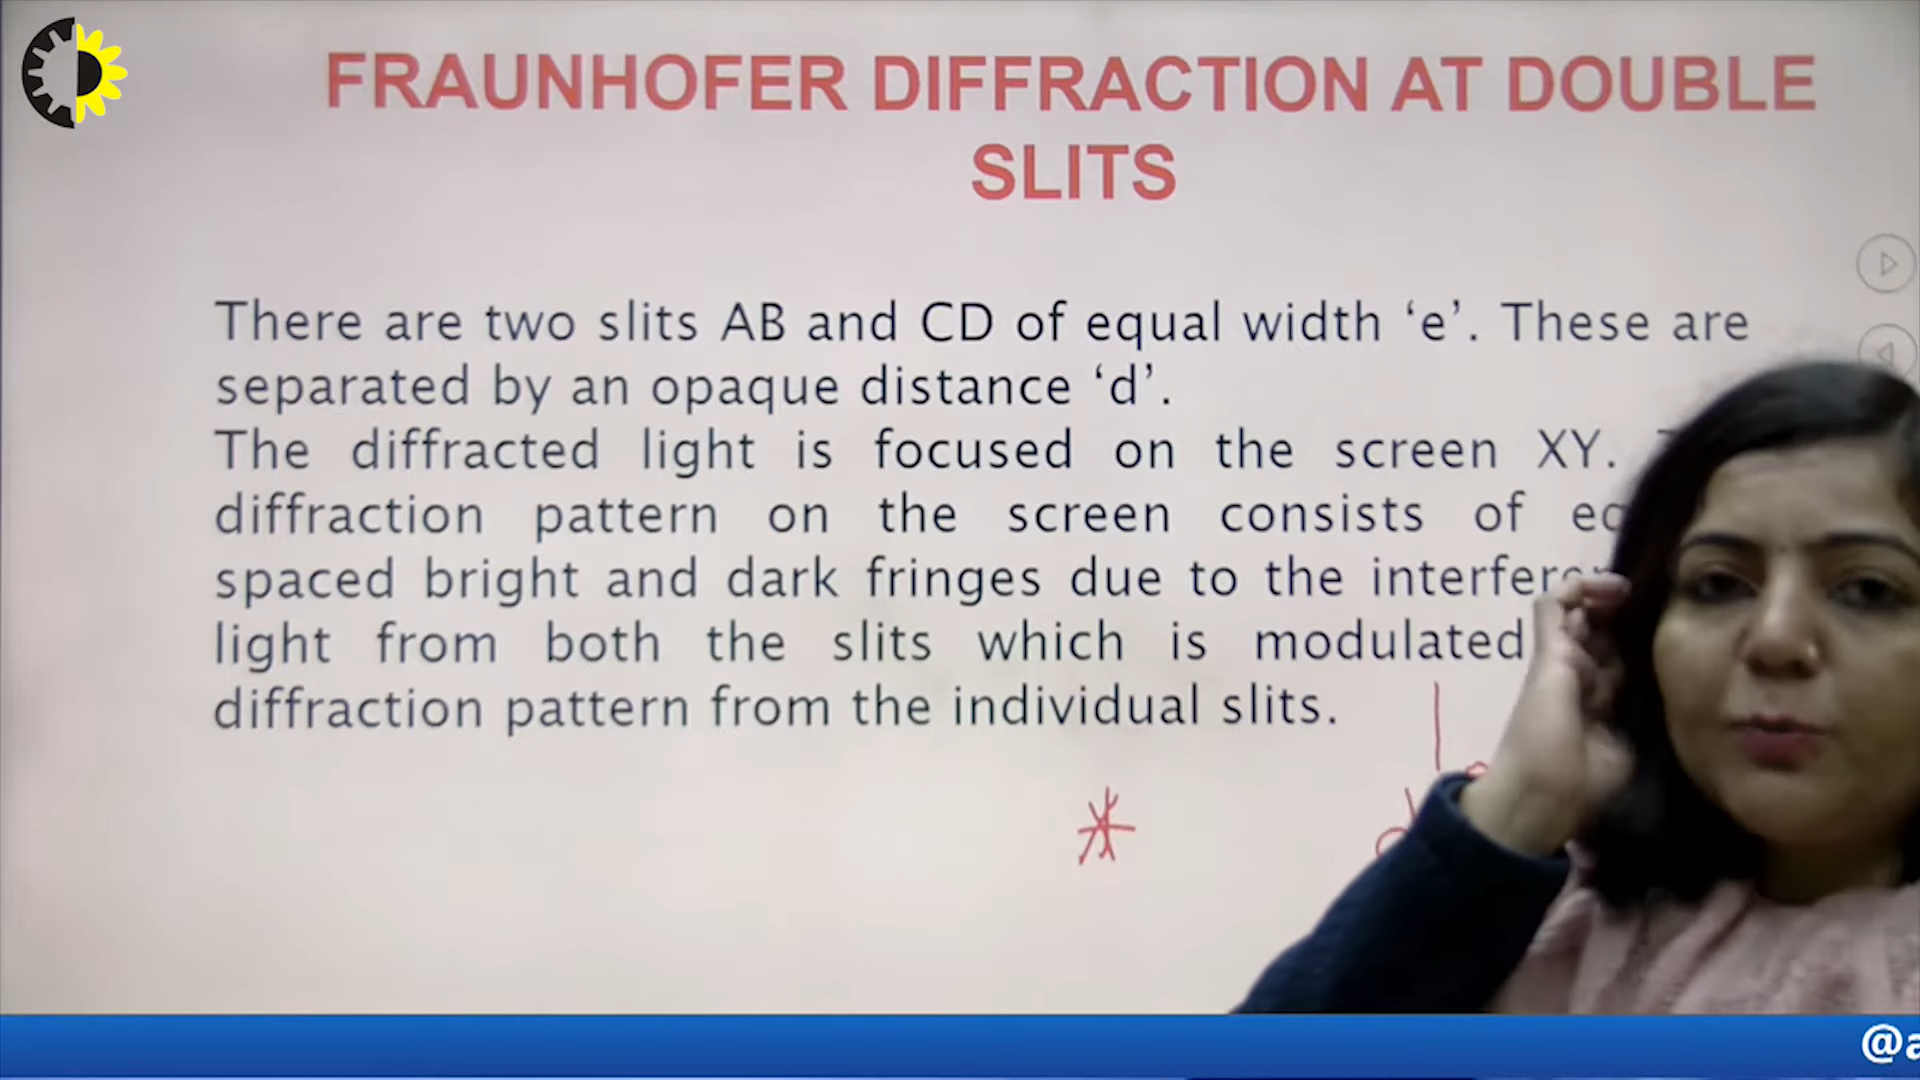 FRAUNHOFER DIFFRACTION AT DOUBLE
SLITS
There are two slits AB and CD of equal width ‘e’. These are
separated by an opaque distance ‘d’.
The diffracted light is focused on the screen XY.
diffraction pattern on the screen consists of
spaced bright and dark fringes due to the
light from both the slits which is modulated
diffraction pattern from the individual slits.